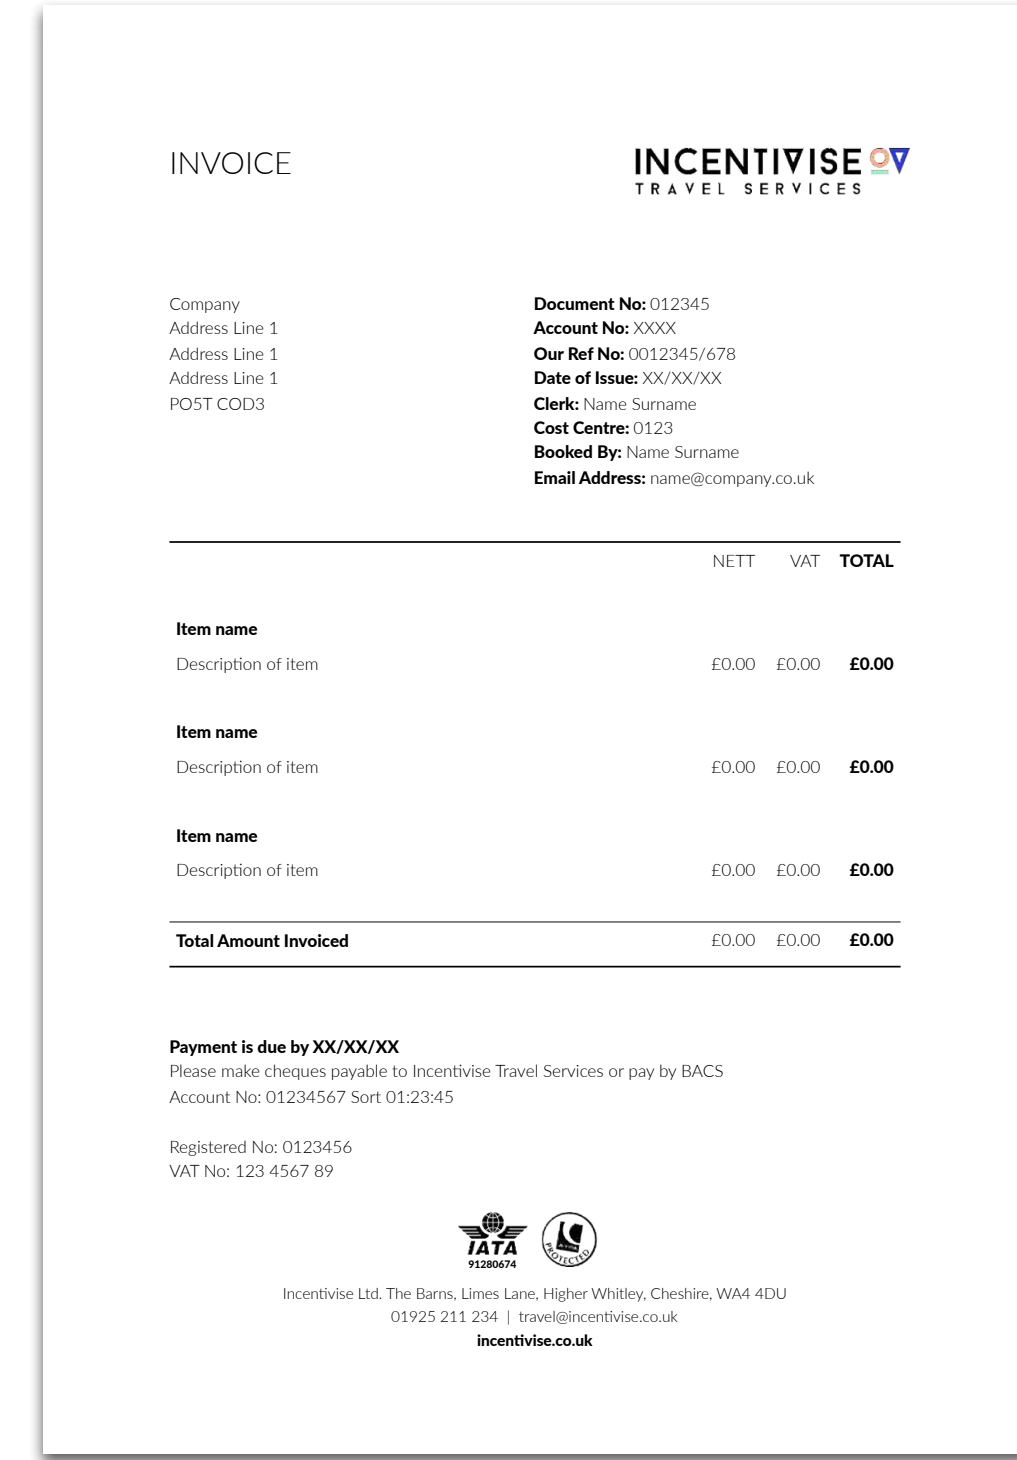 INVOICE
INCENTIVISE
TRAVEL SERVICES
Company
Address Line 1
Address Line 1
Address Line 1
PO5T COD3
Document No: 012345
Account No: XXXX
Our Ref No: 0012345/678
Date of Issue: XX/XX/XX
Clerk: Name Surname
Cost Centre: 0123
Booked By: Name Surname
Email Address: name@company.co.uk
NETT VAT TOTAL
Item name
Description of item £0.00 £0.00 £0.00
Item name
Description of item £0.00 £0.00 £0.00
Item name
Description of item £0.00 £0.00 £0.00
Total Amount Invoiced £0.00 £0.00 £0.00
Payment is due by XX/XX/XX
Please make cheques payable to Incentivise Travel Services or pay by BACS
Account No: 01234567 Sort 01:23:45
Registered No: 0123456
VAT No: 123 4567 89
IATA
91280674
PROTECTED
Incentivise Ltd. The Barns, Limes Lane, Higher Whitley, Cheshire, WA4 4DU
01925 211 234 | travel@incentivise.co.uk
incentivise.co.uk